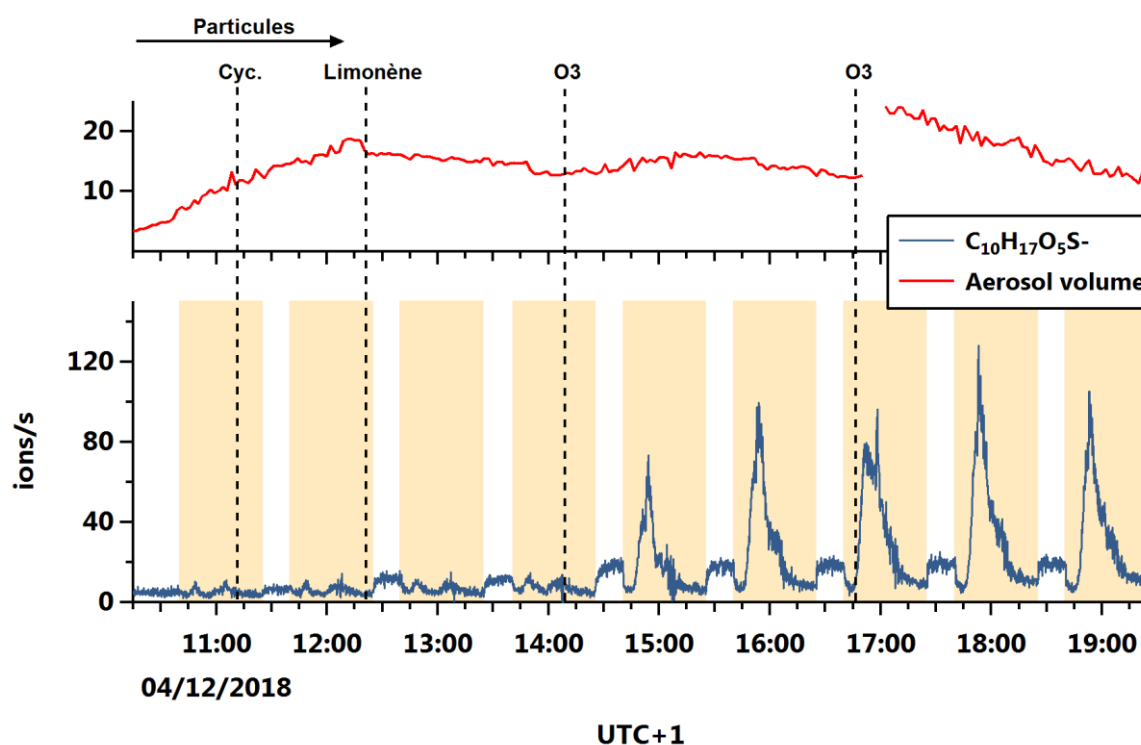 Particules
Cyc.
Limonène
O3
O3
20
10
C₁₀H₁₇O₅S-
Aerosol volume
120
80
40
0
ions/s
11:00
12:00
13:00
14:00
15:00
16:00
17:00
18:00
19:00
04/12/2018
UTC+1